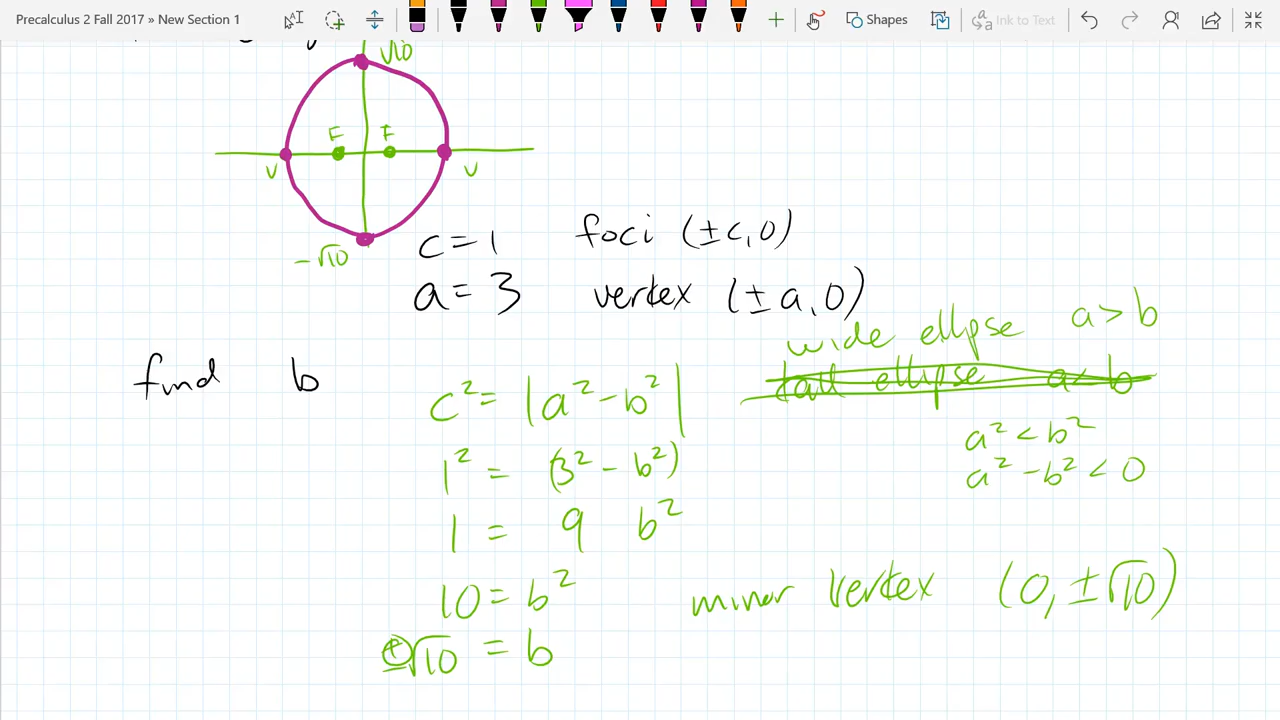 Precalculus 2 Fall 2017 » New Section 1
Shapes
Ink to Text
√10
F F
V V
-√10
c = 1 foci (±c, 0)
a = 3 vertex (±a, 0)
wide ellipse a > b
tall ellipse a < b
find b
c² = |a² - b²|
a² < b²
1² = (3² - b²)
a² - b² < 0
1 = 9 b²
10 = b²
minor vertex (0, ±√10)
±√10 = b